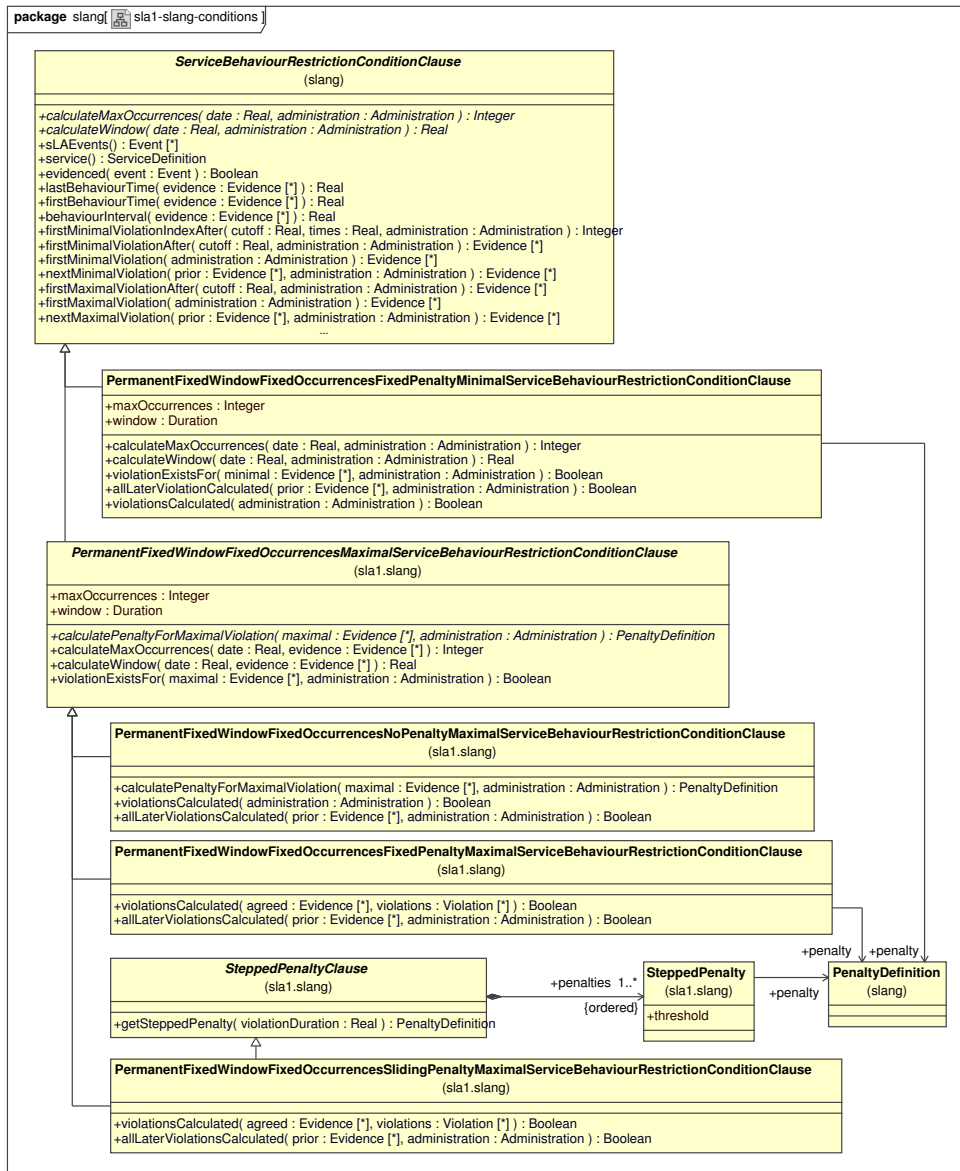 package slang[ sla1-slang-conditions ]
ServiceBehaviourRestrictionConditionClause
(slang)
+calculateMaxOccurrences( date : Real, administration : Administration ) : Integer
+calculateWindow( date : Real, administration : Administration ) : Real
+sLAEvents() : Event [*]
+service() : ServiceDefinition
+evidenced( event : Event ) : Boolean
+lastBehaviourTime( evidence : Evidence [*] ) : Real
+firstBehaviourTime( evidence : Evidence [*] ) : Real
+behaviourInterval( evidence : Evidence [*] ) : Real
+firstMinimalViolationIndexAfter( cutoff : Real, times : Real, administration : Administration ) : Integer
+firstMinimalViolationAfter( cutoff : Real, administration : Administration ) : Evidence [*]
+firstMinimalViolation( administration : Administration ) : Evidence [*]
+nextMinimalViolation( prior : Evidence [*], administration : Administration ) : Evidence [*]
+firstMaximalViolationAfter( cutoff : Real, administration : Administration ) : Evidence [*]
+firstMaximalViolation( administration : Administration ) : Evidence [*]
+nextMaximalViolation( prior : Evidence [*], administration : Administration ) : Evidence [*]
...
PermanentFixedWindowFixedOccurrencesFixedPenaltyMinimalServiceBehaviourRestrictionConditionClause
+maxOccurrences : Integer
+window : Duration
+calculateMaxOccurrences( date : Real, administration : Administration ) : Integer
+calculateWindow( date : Real, administration : Administration ) : Real
+violationExistsFor( minimal : Evidence [*], administration : Administration ) : Boolean
+allLaterViolationCalculated( prior : Evidence [*], administration : Administration ) : Boolean
+violationsCalculated( administration : Administration ) : Boolean
PermanentFixedWindowFixedOccurrencesMaximalServiceBehaviourRestrictionConditionClause
(sla1.slang)
+maxOccurrences : Integer
+window : Duration
+calculatePenaltyForMaximalViolation( maximal : Evidence [*], administration : Administration ) : PenaltyDefinition
+calculateMaxOccurrences( date : Real, evidence : Evidence [*] ) : Integer
+calculateWindow( date : Real, evidence : Evidence [*] ) : Real
+violationExistsFor( maximal : Evidence [*], administration : Administration ) : Boolean
PermanentFixedWindowFixedOccurrencesNoPenaltyMaximalServiceBehaviourRestrictionConditionClause
(sla1.slang)
+calculatePenaltyForMaximalViolation( maximal : Evidence [*], administration : Administration ) : PenaltyDefinition
+violationsCalculated( administration : Administration ) : Boolean
+allLaterViolationsCalculated( prior : Evidence [*], administration : Administration ) : Boolean
PermanentFixedWindowFixedOccurrencesFixedPenaltyMaximalServiceBehaviourRestrictionConditionClause
(sla1.slang)
+violationsCalculated( agreed : Evidence [*], violations : Violation [*] ) : Boolean
+allLaterViolationsCalculated( prior : Evidence [*], administration : Administration ) : Boolean
+penalty +penalty
SteppedPenaltyClause
(sla1.slang)
+getSteppedPenalty( violationDuration : Real ) : PenaltyDefinition
+penalties 1..*
{ordered}
SteppedPenalty
(sla1.slang)
+threshold
+penalty
PenaltyDefinition
(slang)
PermanentFixedWindowFixedOccurrencesSlidingPenaltyMaximalServiceBehaviourRestrictionConditionClause
(sla1.slang)
+violationsCalculated( agreed : Evidence [*], violations : Violation [*] ) : Boolean
+allLaterViolationsCalculated( prior : Evidence [*], administration : Administration ) : Boolean